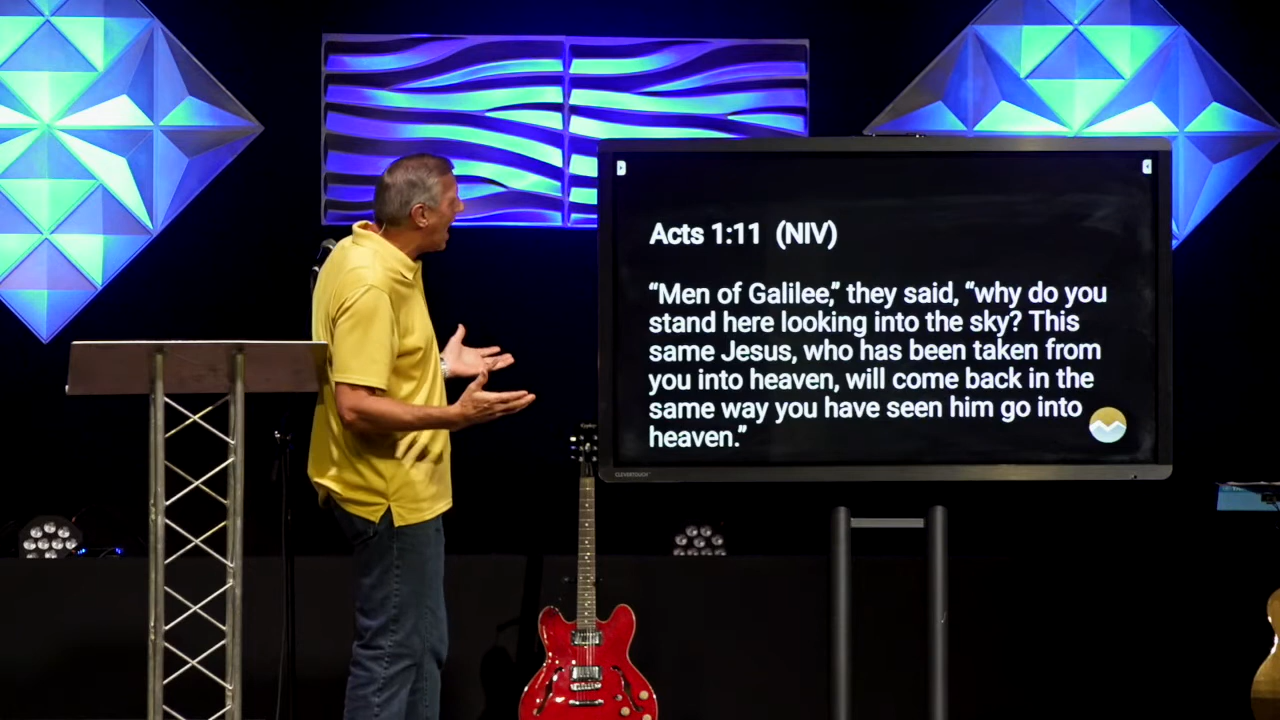 Acts 1:11 (NIV)
“Men of Galilee,” they said, “why do you
stand here looking into the sky? This
same Jesus, who has been taken from
you into heaven, will come back in the
same way you have seen him go into
heaven.”
CLEVERTOUCH
Epiphone